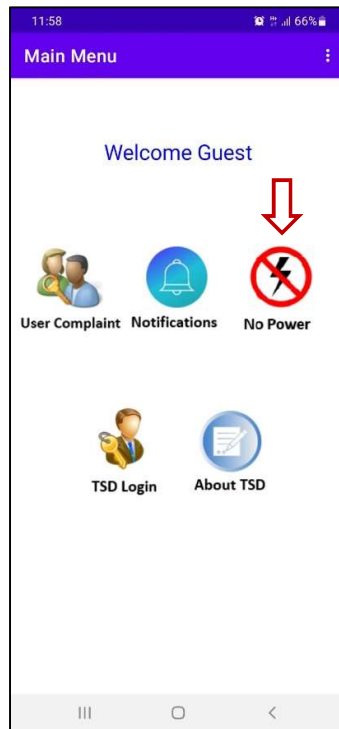 11:58 66%
Main Menu
Welcome Guest
User Complaint Notifications No Power
TSD Login About TSD